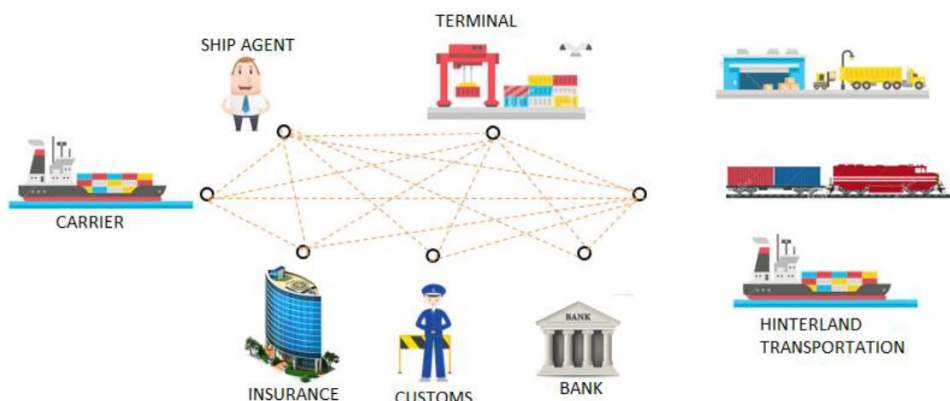 TERMINAL
SHIP AGENT
CARRIER
BANK
HINTERLAND
TRANSPORTATION
INSURANCE
CUSTOMS
BANK